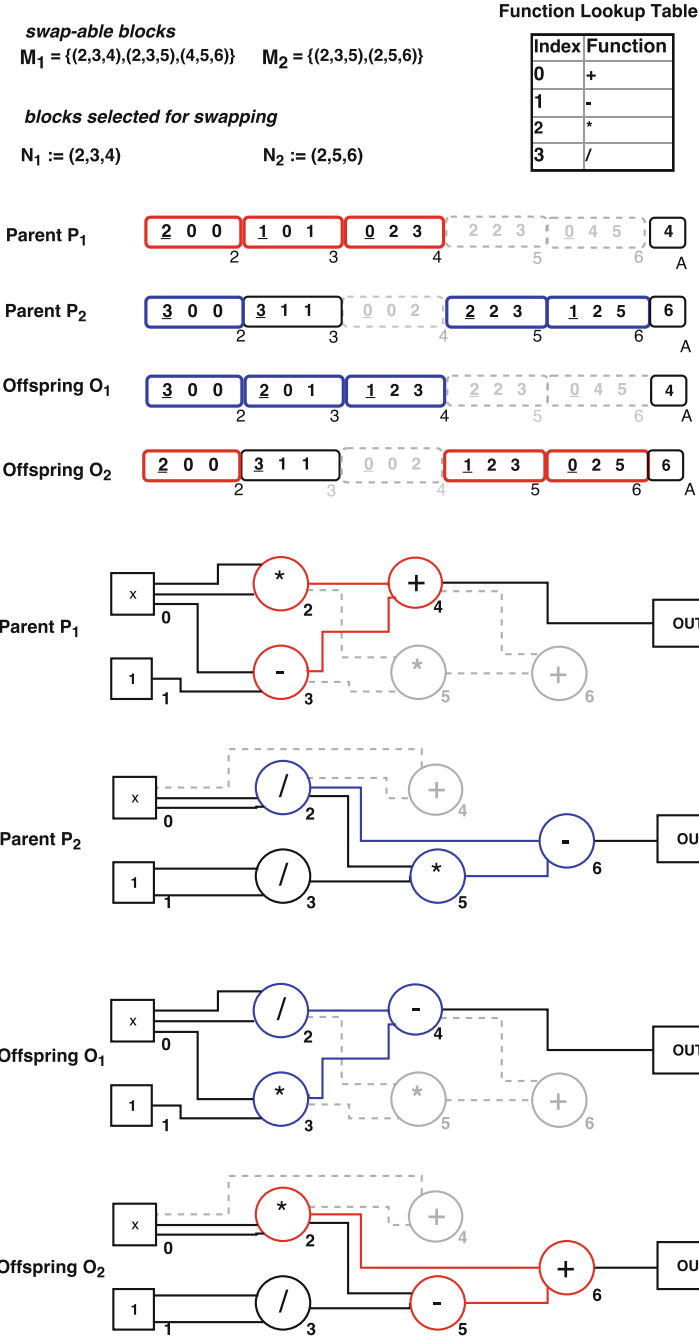 Function Lookup Table
swap-able blocks
M1 = {(2,3,4),(2,3,5),(4,5,6)} M2 = {(2,3,5),(2,5,6)}
Index Function
0 +
1 -
2 *
3 /
blocks selected for swapping
N1 := (2,3,4) N2 := (2,5,6)
Parent P1 2 0 0 1 0 1 0 2 3 2 2 3 0 4 5 4
2 3 4 5 6 A
Parent P2 3 0 0 3 1 1 0 0 2 2 2 3 1 2 5 6
2 3 4 5 6 A
Offspring O1 3 0 0 2 0 1 1 2 3 2 2 3 0 4 5 4
2 3 4 5 6 A
Offspring O2 2 0 0 3 1 1 0 0 2 1 2 3 0 2 5 6
2 3 4 5 6 A
x 0 * 2 + 4 OUT
Parent P1
1 1 - 3 * 5 + 6
x 0 / 2 + 4
Parent P2 - 6 OU
1 1 / 3 * 5
x 0 / 2 - 4 OUT
Offspring O1
1 1 * 3 * 5 + 6
x 0 * 2 + 4
Offspring O2 + 6 OU
1 1 / 3 - 5